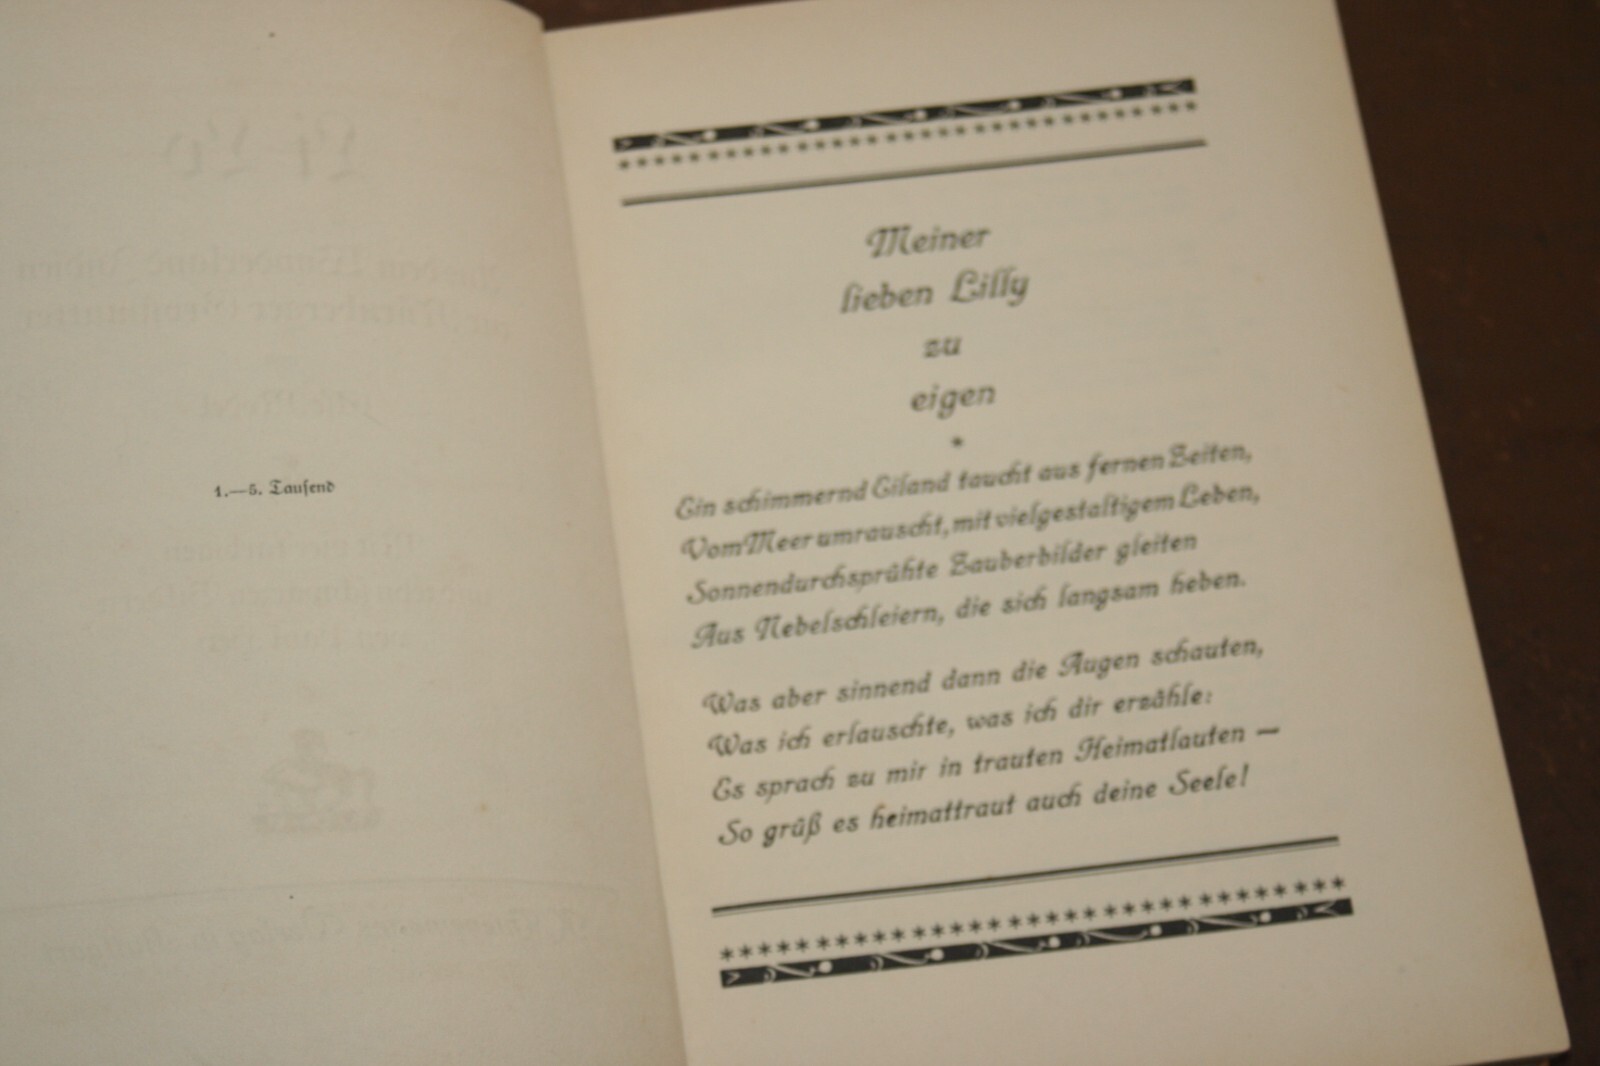 1.—5. Tausend
Meiner
lieben Lilly
zu
eigen
*
Ein schimmernd Eiland taucht aus fernen Zeiten,
Vom Meer umrauscht, mit vielgestaltigem Leben,
Sonnendurchsprühte Zauberbilder gleiten
Aus Nebelschleiern, die sich langsam heben.
Was aber sinnend dann die Augen schauten,
Was ich erlauschte, was ich dir erzähle:
Es sprach zu mir in trauten Heimatlauten —
So grüß es heimattraut auch deine Seele!